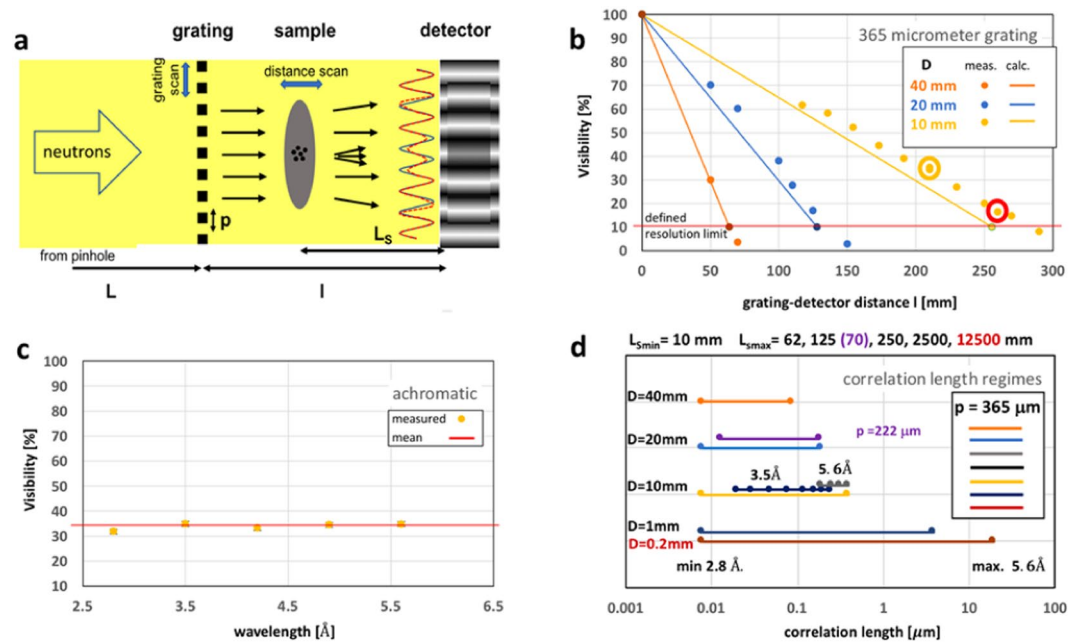 a
grating
sample
detector
grating
scan
distance scan
neutrons
p
Ls
from pinhole
L
l
b
Visibility [%]
100
90
80
70
60
50
40
30
20
10
0
365 micrometer grating
D meas. calc.
40 mm
20 mm
10 mm
defined
resolution limit
0 50 100 150 200 250 300
grating-detector distance l [mm]
c
Visibility [%]
100
90
80
70
60
50
40
30
20
10
achromatic
measured
mean
2.5 3.5 4.5 5.5 6.5
wavelength [Å]
d
LSmin= 10 mm Lsmax= 62, 125 (70), 250, 2500, 12500 mm
correlation length regimes
D=40mm
p = 365 μm
D=20mm
p =222 μm
3.5Å 5.6Å
D=10mm
D=1mm
D=0.2mm
min 2.8 Å. max. 5.6Å
0.001 0.01 0.1 1 10 100
correlation length [μm]